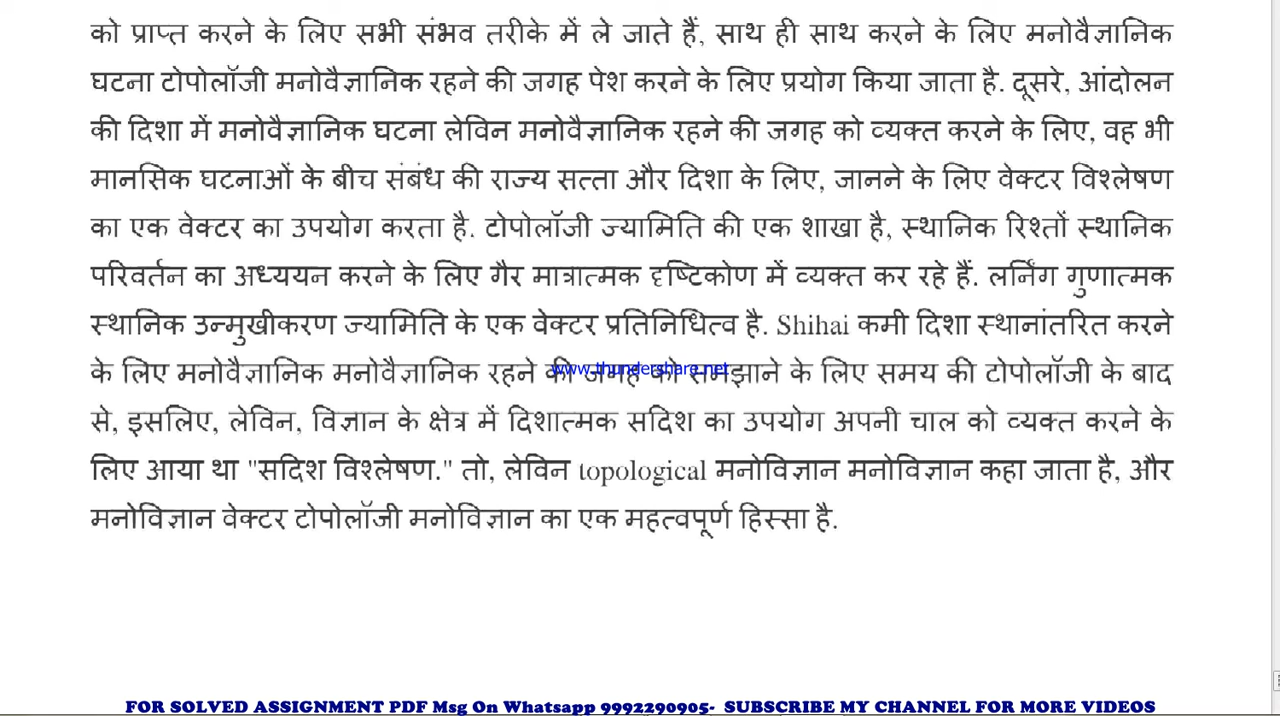 को प्राप्त करने के लिए सभी संभव तरीके में ले जाते हैं, साथ ही साथ करने के लिए मनोवैज्ञानिक
घटना टोपोलॉजी मनोवैज्ञानिक रहने की जगह पेश करने के लिए प्रयोग किया जाता है. दूसरे, आंदोलन
की दिशा में मनोवैज्ञानिक घटना लेविन मनोवैज्ञानिक रहने की जगह को व्यक्त करने के लिए, वह भी
मानसिक घटनाओं के बीच संबंध की राज्य सत्ता और दिशा के लिए, जानने के लिए वेक्टर विश्लेषण
का एक वेक्टर का उपयोग करता है. टोपोलॉजी ज्यामिति की एक शाखा है, स्थानिक रिश्तों स्थानिक
परिवर्तन का अध्ययन करने के लिए गैर मात्रात्मक दृष्टिकोण में व्यक्त कर रहे हैं. लर्निंग गुणात्मक
स्थानिक उन्मुखीकरण ज्यामिति के एक वेक्टर प्रतिनिधित्व है. Shihai कमी दिशा स्थानांतरित करने
के लिए मनोवैज्ञानिक मनोवैज्ञानिक रहने की जगह को समझाने के लिए समय की टोपोलॉजी के बाद
www.thundershare.net
से, इसलिए, लेविन, विज्ञान के क्षेत्र में दिशात्मक सदिश का उपयोग अपनी चाल को व्यक्त करने के
लिए आया था "सदिश विश्लेषण." तो, लेविन topological मनोविज्ञान मनोविज्ञान कहा जाता है, और
मनोविज्ञान वेक्टर टोपोलॉजी मनोविज्ञान का एक महत्वपूर्ण हिस्सा है.
FOR SOLVED ASSIGNMENT PDF Msg On Whatsapp 9992290905- SUBSCRIBE MY CHANNEL FOR MORE VIDEOS